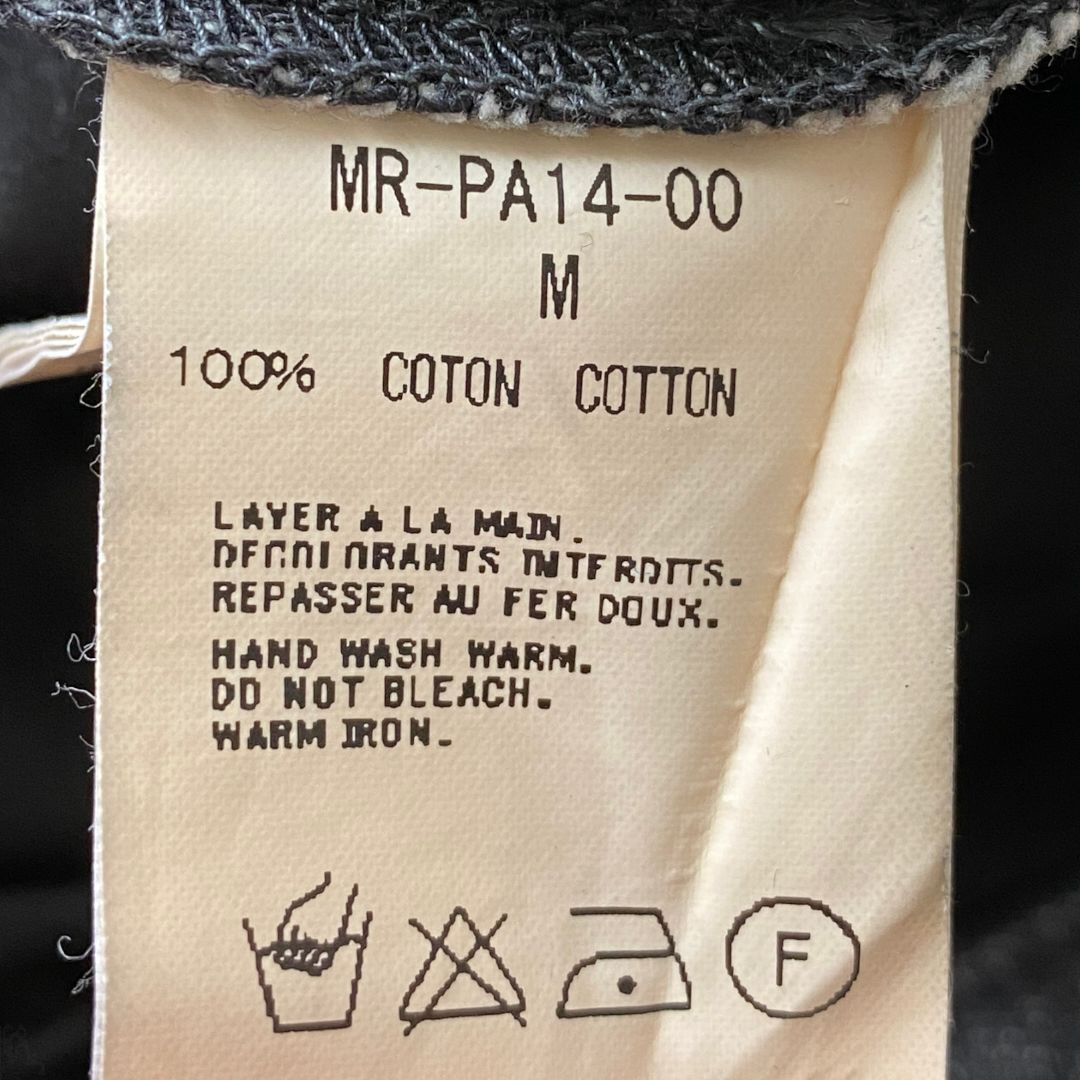 MR-PA14-00
M
100% COTON COTTON
LAVER A LA MAIN.
DECOLORANTS INTERDITS.
REPASSER AU FER DOUX.
HAND WASH WARM.
DO NOT BLEACH.
WARM IRON.
F